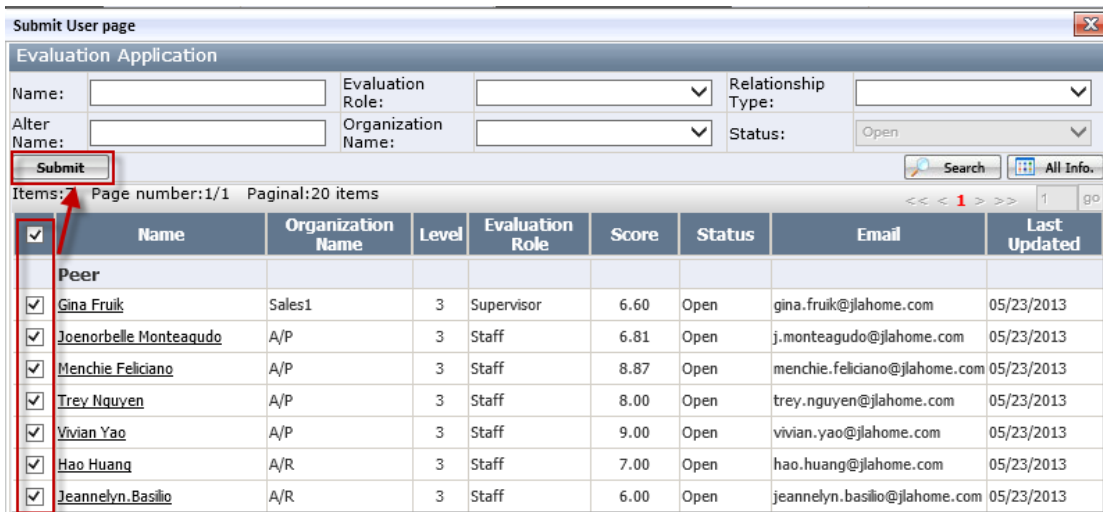 Submit User page
Evaluation Application
Name: Evaluation Role: Relationship Type:
Alter Name: Organization Name: Status: Open
Submit Search All Info.
Items:7 Page number:1/1 Paginal:20 items << < 1 > >> 1 go
Name Organization Name Level Evaluation Role Score Status Email Last Updated
Peer
Gina Fruik Sales1 3 Supervisor 6.60 Open gina.fruik@jlahome.com 05/23/2013
Joenorbelle Monteagudo A/P 3 Staff 6.81 Open j.monteagudo@jlahome.com 05/23/2013
Menchie Feliciano A/P 3 Staff 8.87 Open menchie.feliciano@jlahome.com 05/23/2013
Trey Nguyen A/P 3 Staff 8.00 Open trey.nguyen@jlahome.com 05/23/2013
Vivian Yao A/P 3 Staff 9.00 Open vivian.yao@jlahome.com 05/23/2013
Hao Huang A/R 3 Staff 7.00 Open hao.huang@jlahome.com 05/23/2013
Jeannelyn.Basilio A/R 3 Staff 6.00 Open jeannelyn.basilio@jlahome.com 05/23/2013